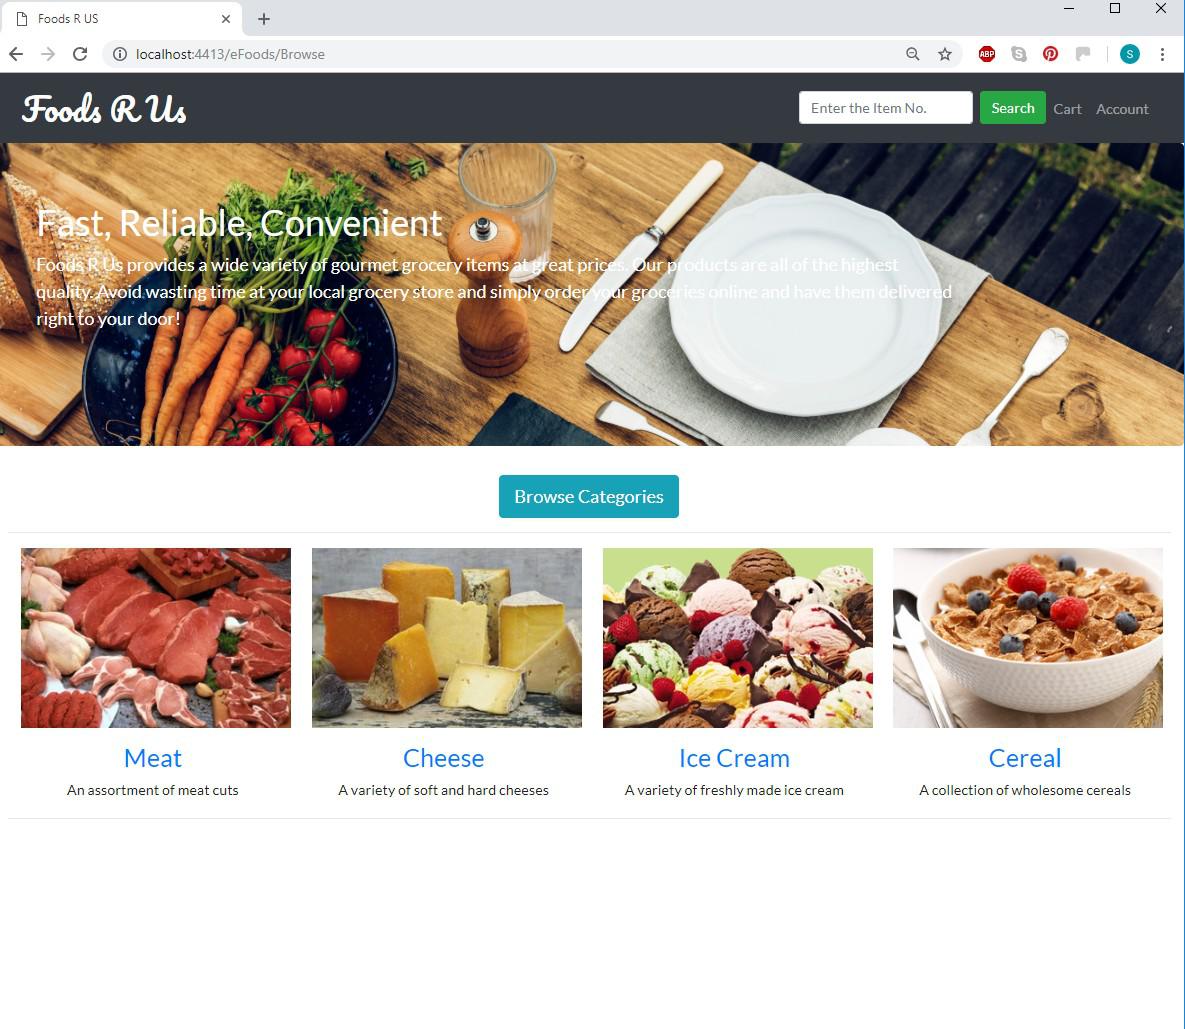 Foods R US
localhost:4413/eFoods/Browse
ABP
S
Foods R Us
Enter the Item No.
Search
Cart
Account
Fast, Reliable, Convenient
Foods R Us provides a wide variety of gourmet grocery items at great prices. Our products are all of the highest
quality. Avoid wasting time at your local grocery store and simply order your groceries online and have them delivered
right to your door!
Browse Categories
Meat
Cheese
Ice Cream
Cereal
An assortment of meat cuts
A variety of soft and hard cheeses
A variety of freshly made ice cream
A collection of wholesome cereals